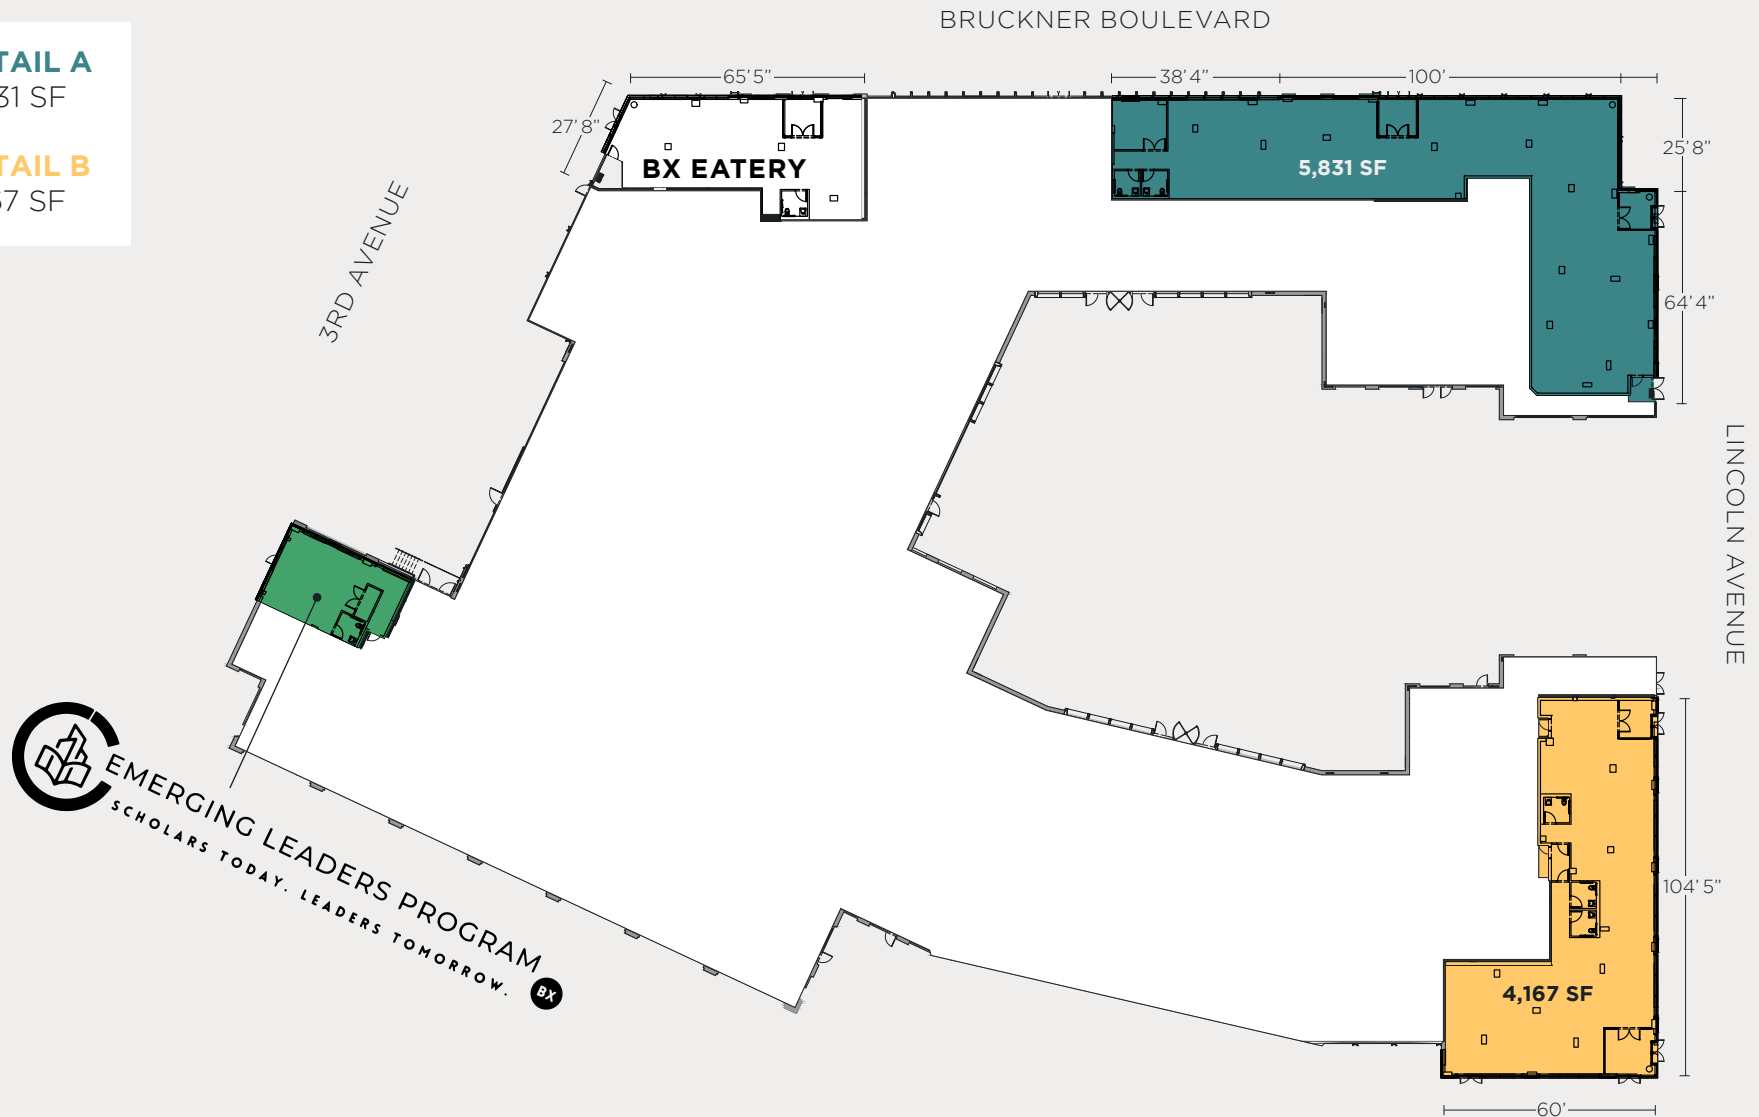 BRUCKNER BOULEVARD
TAIL A
31 SF
TAIL B
67 SF
65'5"
38'4"
100'
27'8"
25'8"
BX EATERY
5,831 SF
3RD AVENUE
64'4"
LINCOLN AVENUE
EMERGING LEADERS PROGRAM
SCHOLARS TODAY. LEADERS TOMORROW.
BX
104'5"
4,167 SF
60'